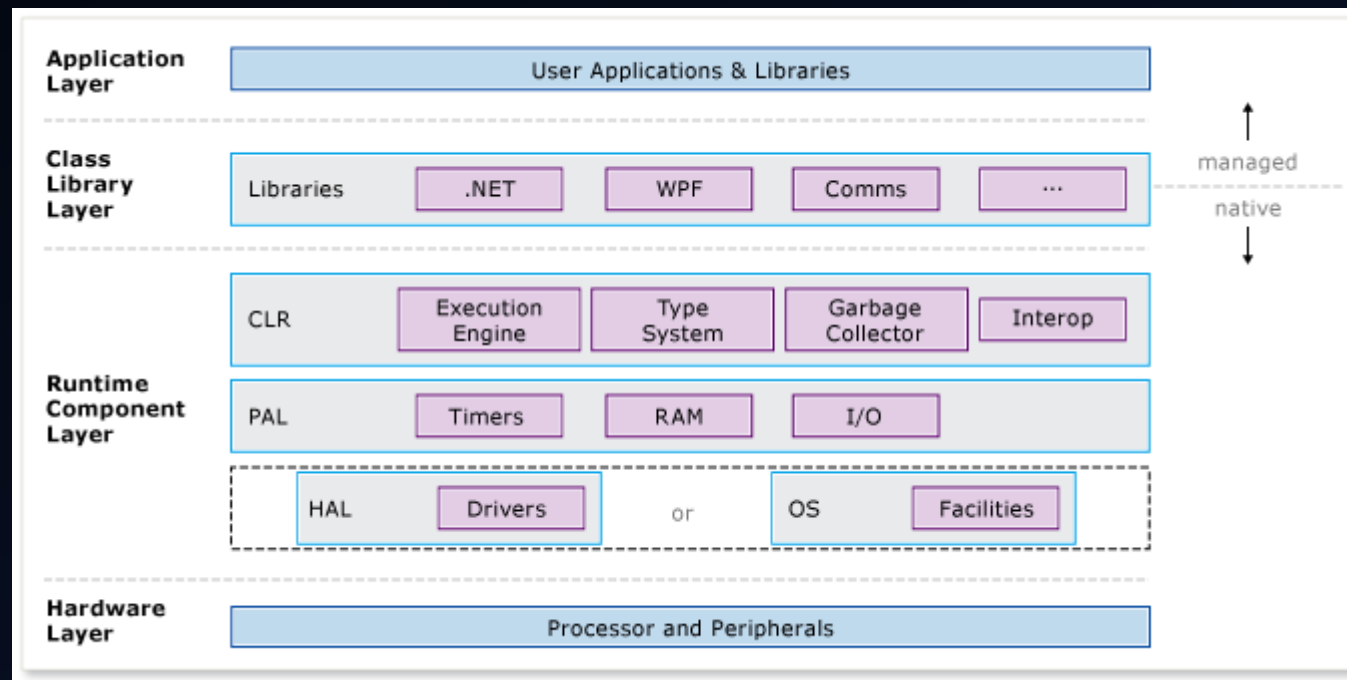 Application
Layer
User Applications & Libraries
Class
Library
Layer
Libraries
.NET
WPF
Comms
...
managed
native
Runtime
Component
Layer
CLR
Execution
Engine
Type
System
Garbage
Collector
Interop
PAL
Timers
RAM
I/O
HAL
Drivers
or
OS
Facilities
Hardware
Layer
Processor and Peripherals